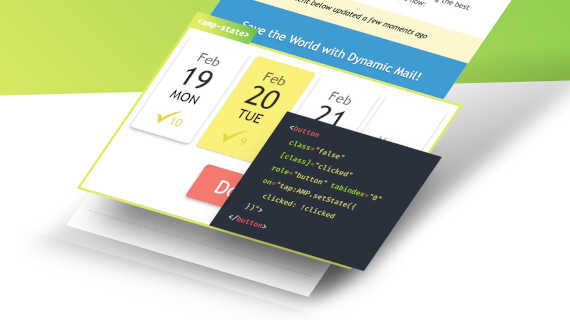 & the best
now:
ent below updated a few moments ago
Save the World with Dynamic Mail!
<amp-state>
Feb
19
MON
10
Feb
20
TUE
9
Feb
21
<button
class="false"
[class]="clicked"
role="button" tabindex="0"
on="tap:AMP.setState({
clicked: !clicked
})">
</button>